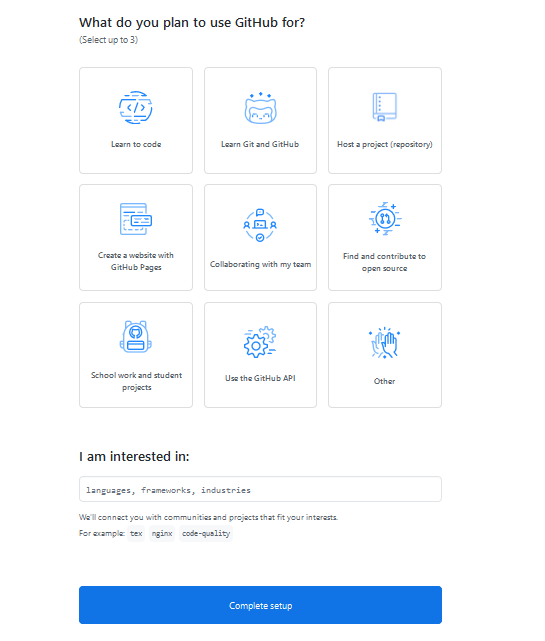 What do you plan to use GitHub for?
(Select up to 3)
Learn to code
Learn Git and GitHub
Host a project (repository)
Create a website with
GitHub Pages
Collaborating with my team
Find and contribute to
open source
School work and student
projects
Use the GitHub API
Other
I am interested in:
languages, frameworks, industries
We'll connect you with communities and projects that fit your interests.
For example: tex nginx code-quality
Complete setup